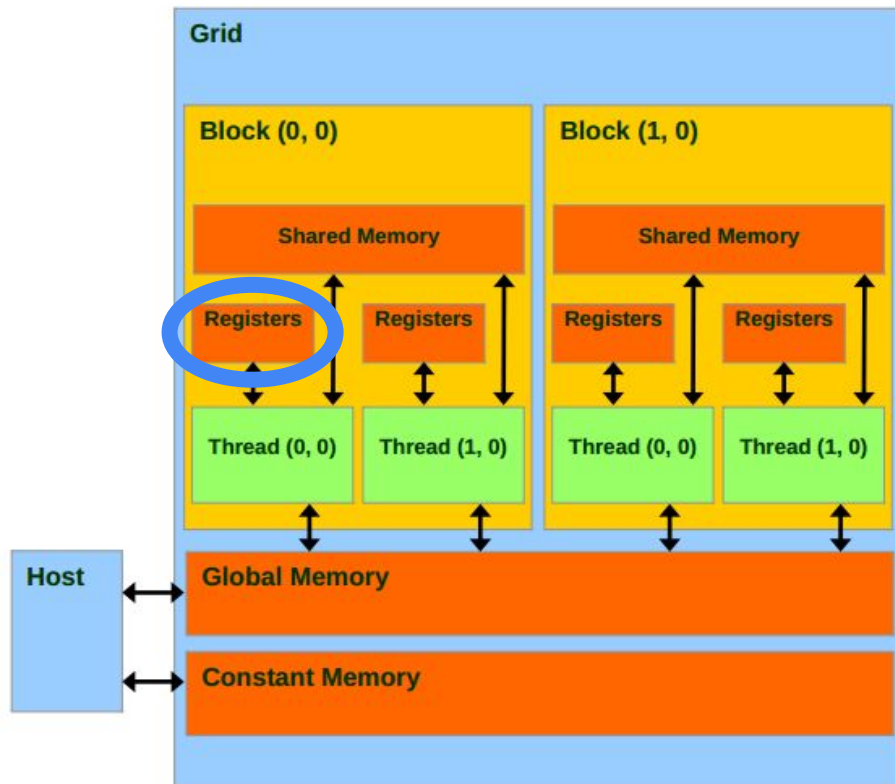 Grid
Block (0, 0)
Block (1, 0)
Shared Memory
Shared Memory
Registers
Registers
Registers
Registers
Thread (0, 0)
Thread (1, 0)
Thread (0, 0)
Thread (1, 0)
Host
Global Memory
Constant Memory